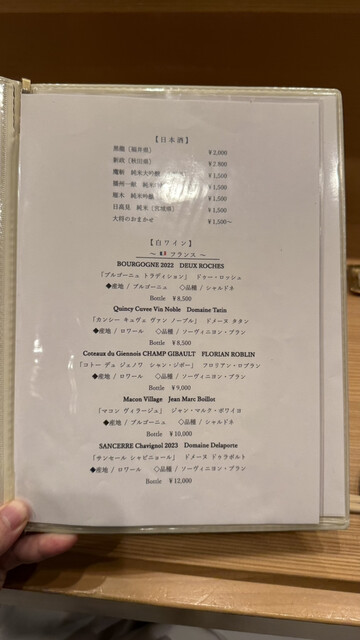 【日本酒】
黒龍（福井県） ¥2,000
新政（秋田県） ¥2,800
純米大吟醸 ¥1,500
播州一献 純米 ¥1,500
純米吟醸 ¥1,500
日高見 純米（宮城県） ¥1,500
大将のおまかせ ¥1,500〜
【白ワイン】
〜 フランス 〜
BOURGOGNE 2022 DEUX ROCHES
「ブルゴーニュ トラディション」 ドゥー・ロッシュ
◆産地 / ブルゴーニュ ◇品種 / シャルドネ
Bottle ¥8,500
Quincy Cuvee Vin Noble Domaine Tatin
「カンシー キュヴェ ヴァン ノーブル」 ドメーヌ タタン
◆産地 / ロワール ◇品種 / ソーヴィニヨン・ブラン
Bottle ¥8,500
Coteaux du Giennois CHAMP GIBAULT FLORIAN ROBLIN
「コトー デュ ジェノワ シャン・ジボー」 フロリアン・ロブラン
◆産地 / ロワール ◇品種 / ソーヴィニヨン・ブラン
Bottle ¥9,000
Macon Village Jean Marc Boillot
「マコン ヴィラージュ」 ジャン・マルク・ボワイヨ
◆産地 / ブルゴーニュ ◇品種 / シャルドネ
Bottle ¥10,000
SANCERRE Chavignol 2023 Domaine Delaporte
「サンセール シャビニョール」 ドメーヌ ドゥラポルト
◆産地 / ロワール ◇品種 / ソーヴィニヨン・ブラン
Bottle ¥12,000